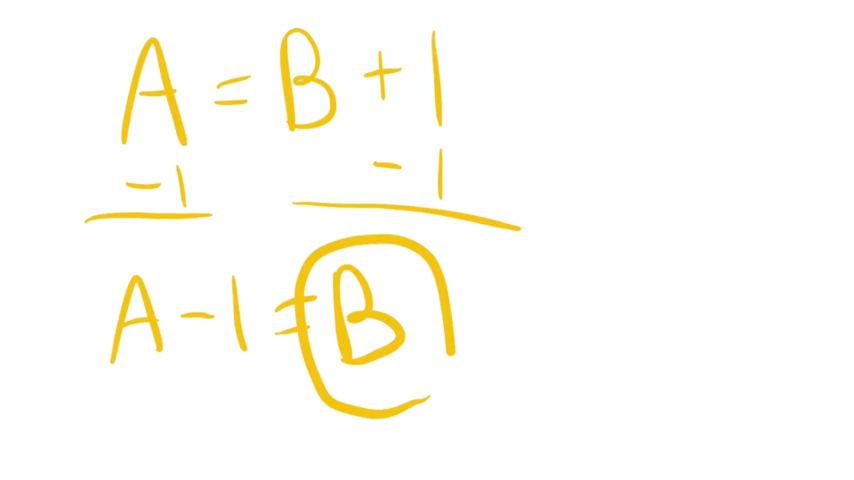 A = B + 1
- 1 - 1
A - 1 = B